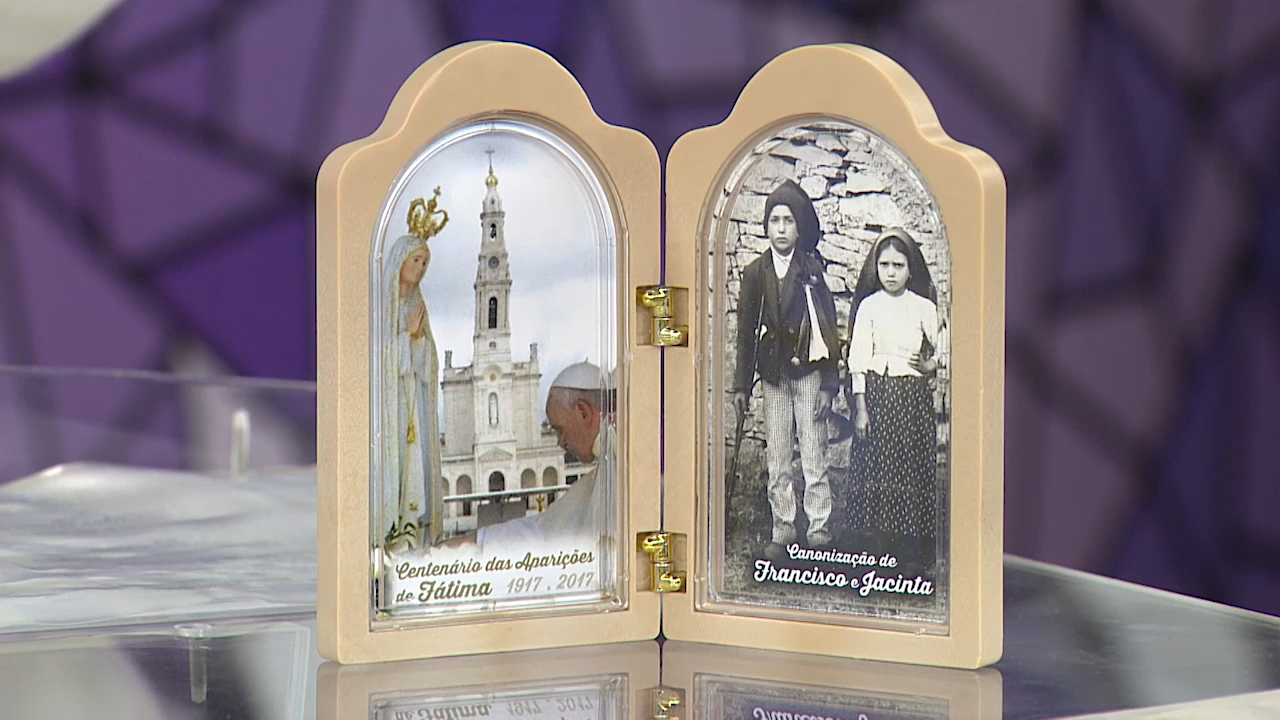 Centenário das Aparições
de Fátima 1917 . 2017
Canonização de
Francisco e Jacinta